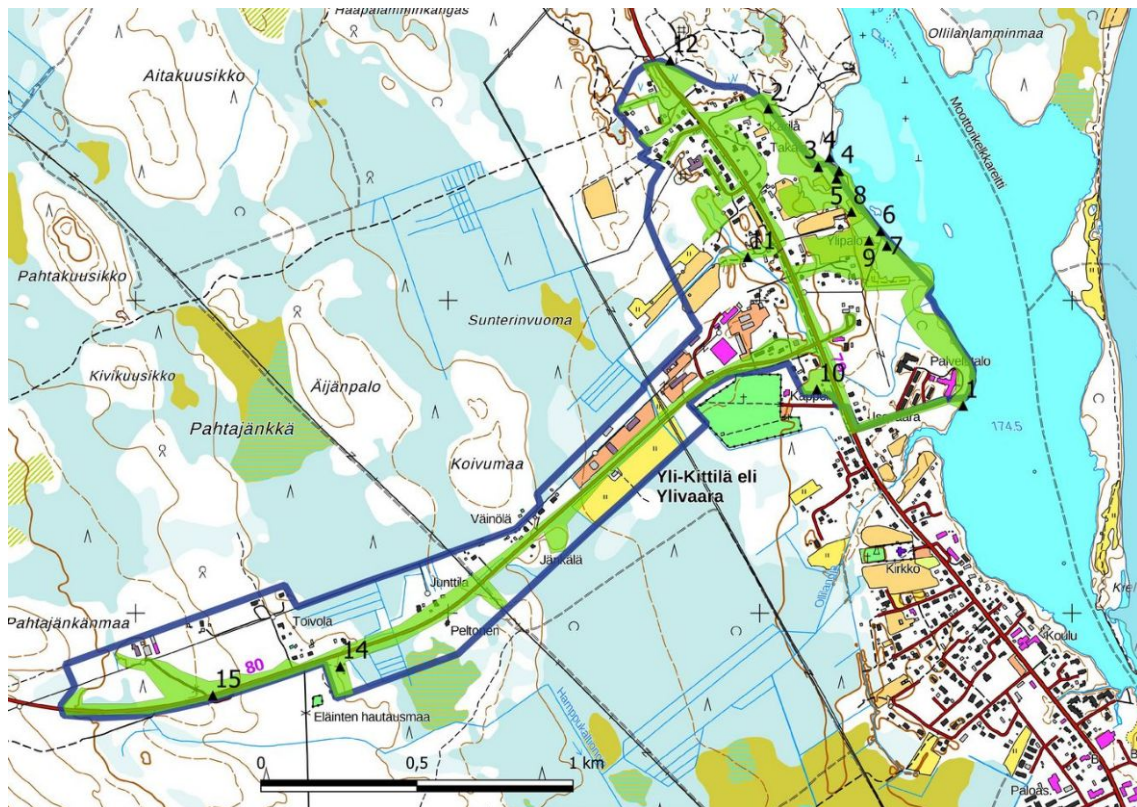 Haapalamminkangas
12
Ollilanlamminmaa
Aitakuusikko
2
Moottorikelkkareitti
4
3
4
5
8
6
Ylipalo
7
9
11
Pahtakuusikko
Sunterinvuoma
Kivikuusikko
Äijänpalo
Palvelutalo
10
1
Pahtajänkkä
174.5
Koivumaa
Yli-Kittilä eli
Ylivaara
Väinölä
Jänkälä
Kirkko
Junttila
Pahtajänkänmaa
Toivola
Peltonen
Koulu
80
14
15
Eläinten hautausmaa
0
0,5
1 km
Paloas.